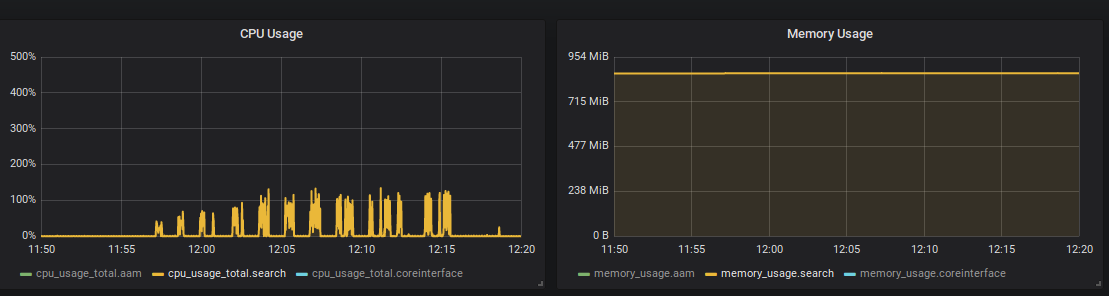 CPU Usage
500%
400%
300%
200%
100%
0%
11:50 11:55 12:00 12:05 12:10 12:15 12:20
cpu_usage_total.aam cpu_usage_total.search cpu_usage_total.coreinterface
Memory Usage
954 MiB
715 MiB
477 MiB
238 MiB
0 B
11:50 11:55 12:00 12:05 12:10 12:15 12:20
memory_usage.aam memory_usage.search memory_usage.coreinterface